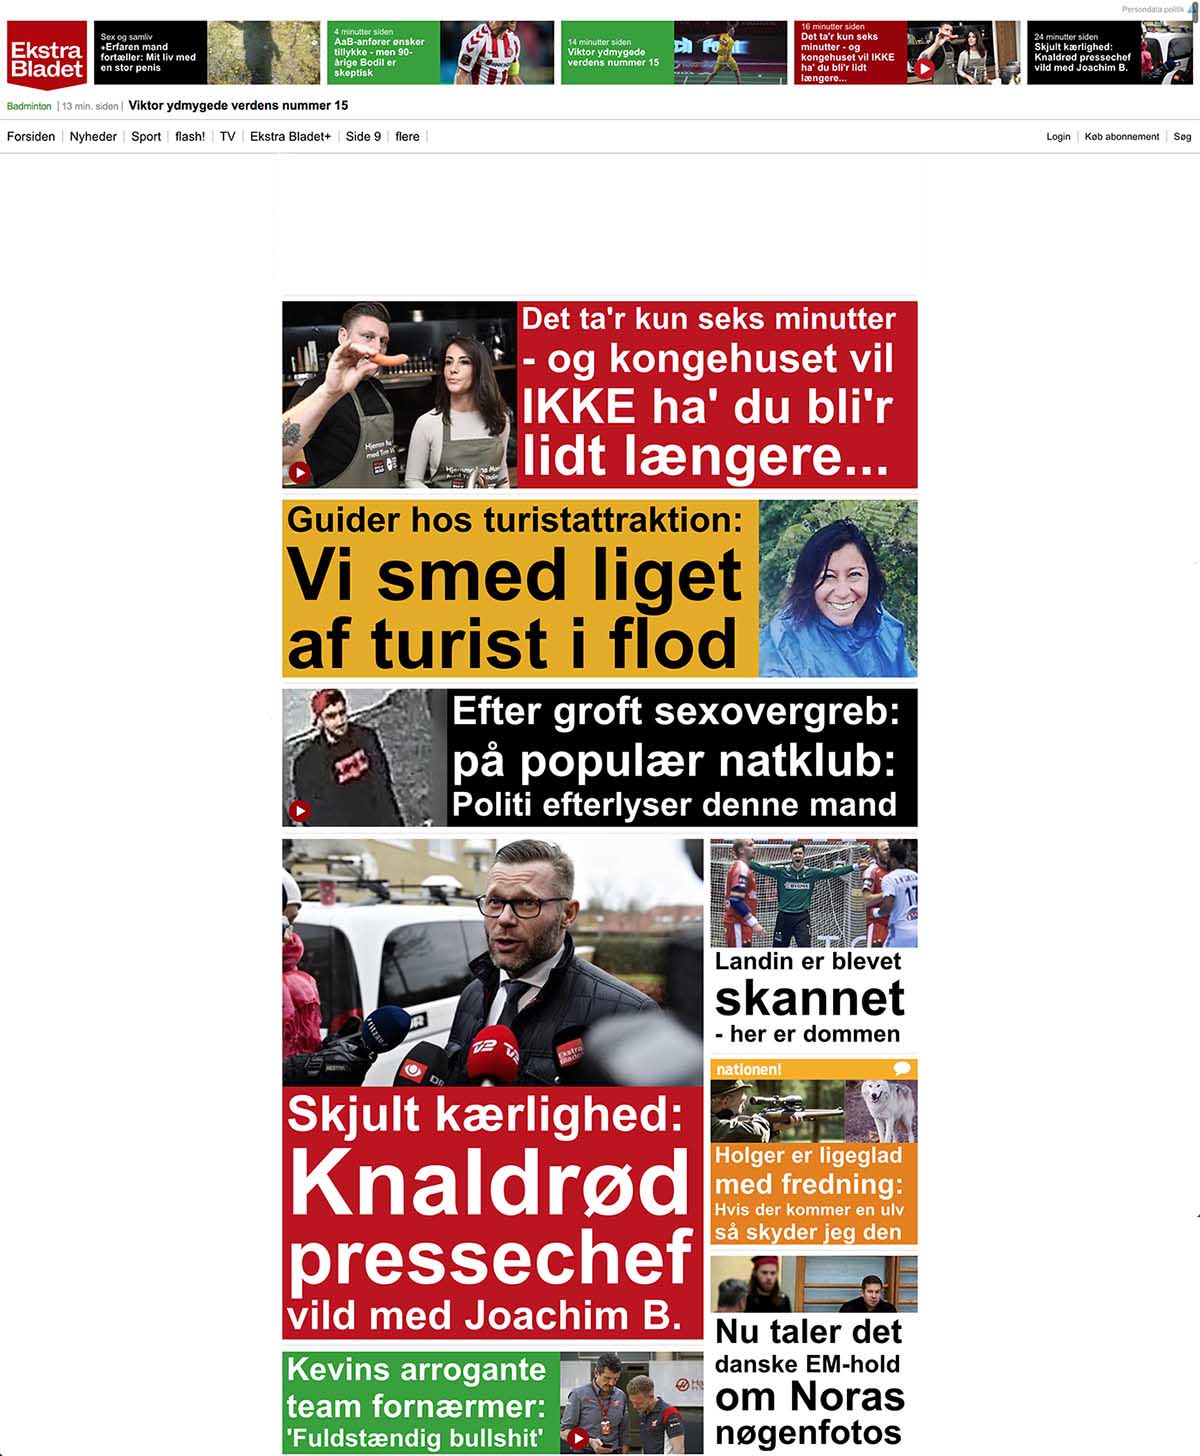 Persondata politik
Ekstra
Bladet
Sex og samliv
+Erfaren mand
fortæller: Mit liv med
en stor penis
4 minutter siden
AaB-anfører ønsker
tillykke - men 90-
årige Bodil er
skeptisk
14 minutter siden
Viktor ydmygede
verdens nummer 15
16 minutter siden
Det ta'r kun seks
minutter - og
kongehuset vil IKKE
ha' du bli'r lidt
længere...
24 minutter siden
Skjult kærlighed:
Knaldrød pressechef
vild med Joachim B.
Badminton | 13 min. siden | Viktor ydmygede verdens nummer 15
Forsiden | Nyheder | Sport | flash! | TV | Ekstra Bladet+ | Side 9 | flere |
Login | Køb abonnement | Søg
Det ta'r kun seks minutter
- og kongehuset vil
IKKE ha' du bli'r
lidt længere...
Guider hos turistattraktion:
Vi smed liget
af turist i flod
Efter groft sexovergreb:
på populær natklub:
Politi efterlyser denne mand
DR
TV2
TV2
Ekstra
Bladet
Skjult kærlighed:
Knaldrød
pressechef
vild med Joachim B.
17
Landin er blevet
skannet
- her er dommen
nationen!
Holger er ligeglad
med fredning:
Hvis der kommer en ulv
så skyder jeg den
Kevins arrogante
team fornærmer:
'Fuldstændig bullshit'
Nu taler det
danske EM-hold
om Noras
nøgenfotos